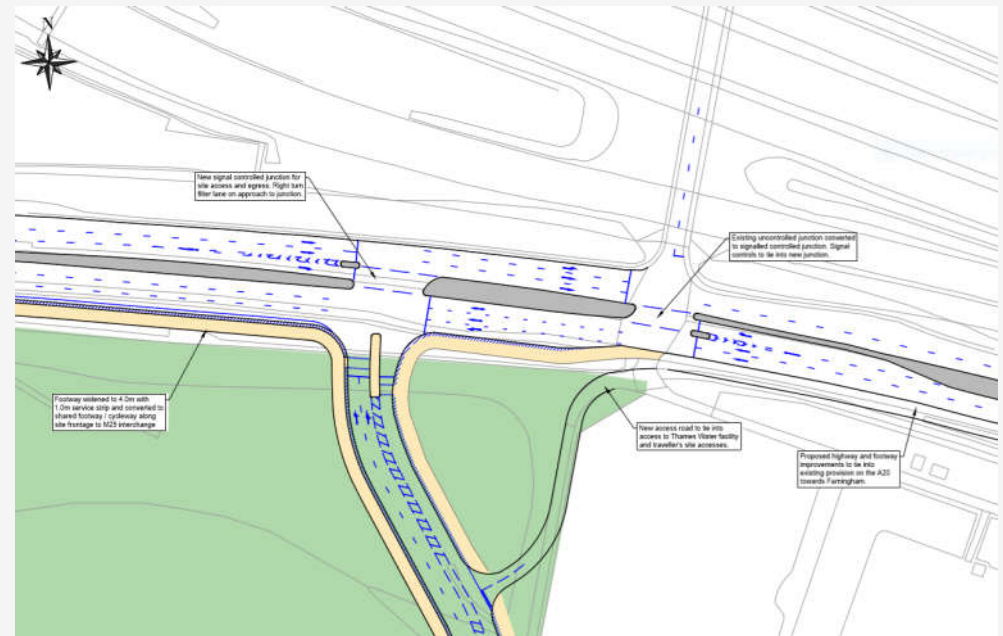 N
New signal controlled junction for
site access and egress. Right turn
filter lane on approach to junction.
Existing uncontrolled junction converted
to signalled controlled junction. Signal
controls to tie into new junction.
Footway widened to 4.0m with
1.0m service strip and converted to
shared footway / cycleway along
site frontage to M25 interchange
New access road to tie into
access to Thames Water facility
and traveller's site accesses.
Proposed highway and footway
improvements to tie into
existing provision on the A20
towards Farningham.